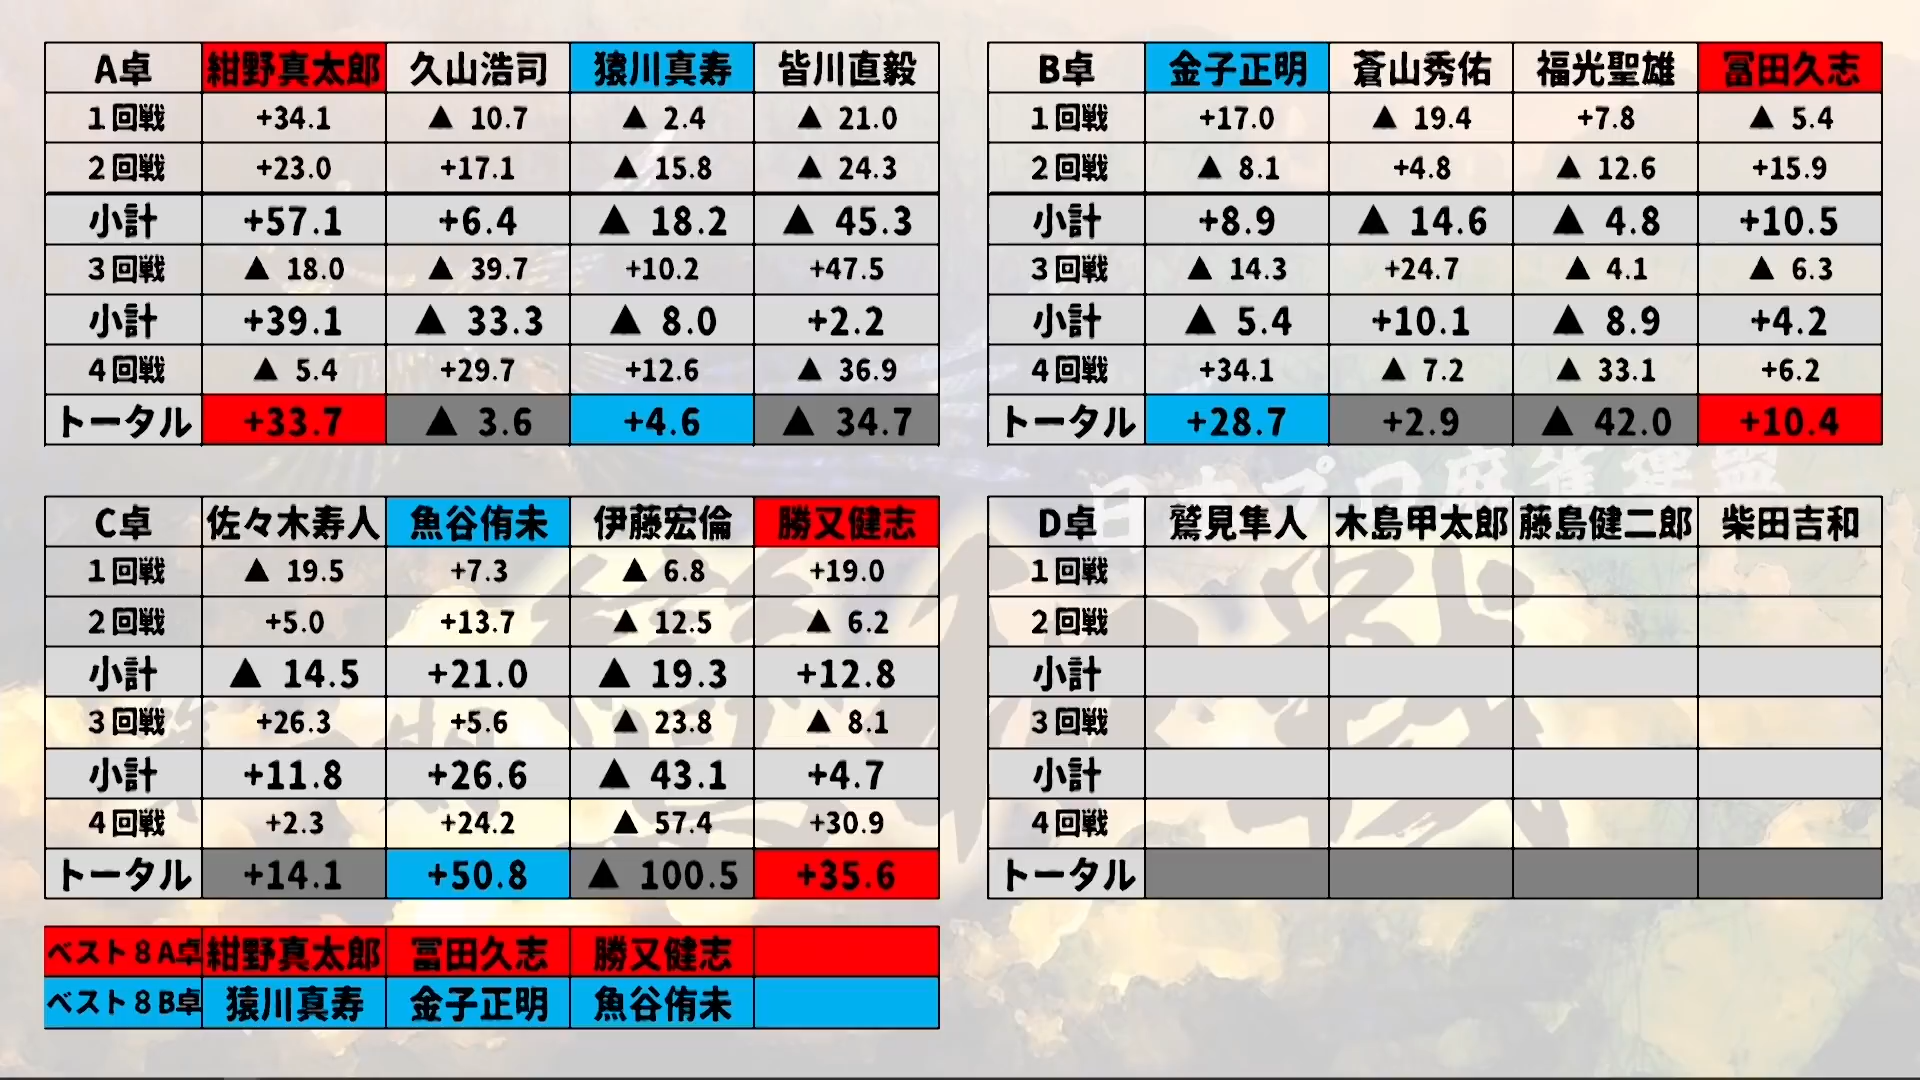 A卓 紺野真太郎 久山浩司 猿川真寿 皆川直毅
1回戦 +34.1 ▲ 10.7 ▲ 2.4 ▲ 21.0
2回戦 +23.0 +17.1 ▲ 15.8 ▲ 24.3
小計 +57.1 +6.4 ▲ 18.2 ▲ 45.3
3回戦 ▲ 18.0 ▲ 39.7 +10.2 +47.5
小計 +39.1 ▲ 33.3 ▲ 8.0 +2.2
4回戦 ▲ 5.4 +29.7 +12.6 ▲ 36.9
トータル +33.7 ▲ 3.6 +4.6 ▲ 34.7
B卓 金子正明 蒼山秀佑 福光聖雄 冨田久志
1回戦 +17.0 ▲ 19.4 +7.8 ▲ 5.4
2回戦 ▲ 8.1 +4.8 ▲ 12.6 +15.9
小計 +8.9 ▲ 14.6 ▲ 4.8 +10.5
3回戦 ▲ 14.3 +24.7 ▲ 4.1 ▲ 6.3
小計 ▲ 5.4 +10.1 ▲ 8.9 +4.2
4回戦 +34.1 ▲ 7.2 ▲ 33.1 +6.2
トータル +28.7 +2.9 ▲ 42.0 +10.4
日本プロ麻雀連盟
C卓 佐々木寿人 魚谷侑未 伊藤宏倫 勝又健志
1回戦 ▲ 19.5 +7.3 ▲ 6.8 +19.0
2回戦 +5.0 +13.7 ▲ 12.5 ▲ 6.2
小計 ▲ 14.5 +21.0 ▲ 19.3 +12.8
3回戦 +26.3 +5.6 ▲ 23.8 ▲ 8.1
小計 +11.8 +26.6 ▲ 43.1 +4.7
4回戦 +2.3 +24.2 ▲ 57.4 +30.9
トータル +14.1 +50.8 ▲ 100.5 +35.6
D卓 鷲見隼人 木島甲太郎 藤島健二郎 柴田吉和
1回戦
2回戦
小計
3回戦
小計
4回戦
トータル
ベスト8A卓 紺野真太郎 冨田久志 勝又健志
ベスト8B卓 猿川真寿 金子正明 魚谷侑未